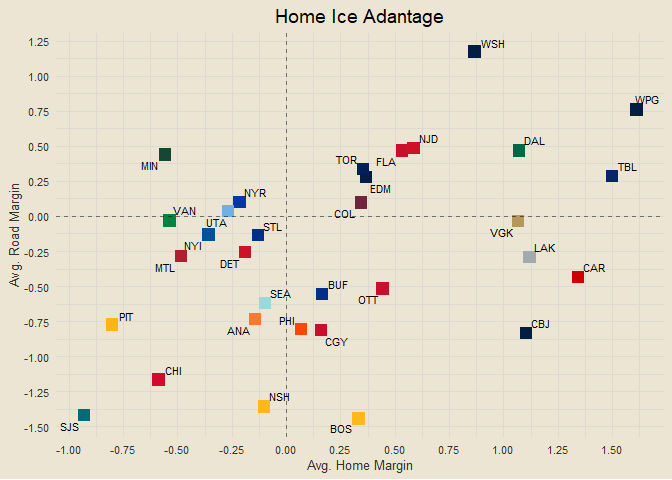 Home Ice Adantage
1.25
1.00
0.75
0.50
0.25
0.00
-0.25
-0.50
-0.75
-1.00
-1.25
-1.50
Avg. Road Margin
WSH
WPG
NJD
DAL
TOR
FLA
MIN
TBL
EDM
NYR
COL
VAN
UTA
STL
VGK
NYI
LAK
DET
MTL
CAR
SEA
BUF
OTT
PIT
ANA
PHI
CBJ
CGY
CHI
NSH
SJS
BOS
-1.00 -0.75 -0.50 -0.25 0.00 0.25 0.50 0.75 1.00 1.25 1.50
Avg. Home Margin